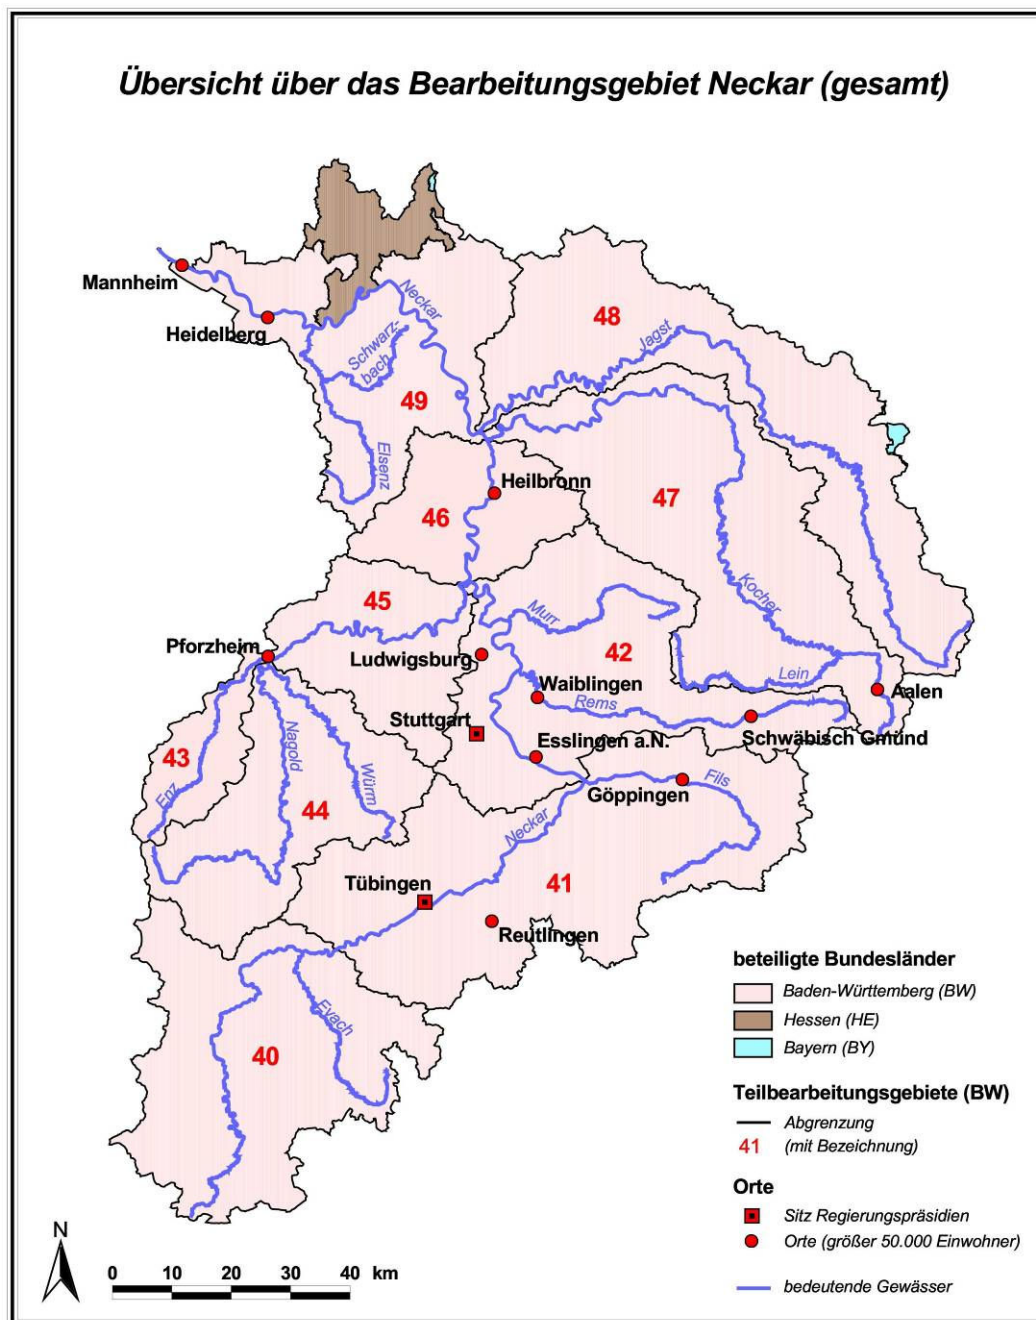 Übersicht über das Bearbeitungsgebiet Neckar (gesamt)
Mannheim
Heidelberg
Neckar
Schwarz-
bach
48
Jagst
49
Elsenz
Heilbronn
46
47
45
Kocher
Murr
Pforzheim
Ludwigsburg
42
Waiblingen
Lein
Aalen
Rems
Stuttgart
Schwäbisch Gmünd
Esslingen a.N.
43
Nagold
Würm
Enz
44
Göppingen
Fils
Neckar
Tübingen
41
Reutlingen
Eyach
40
beteiligte Bundesländer
Baden-Württemberg (BW)
Hessen (HE)
Bayern (BY)
Teilbearbeitungsgebiete (BW)
Abgrenzung
41 (mit Bezeichnung)
Orte
Sitz Regierungspräsidien
Orte (größer 50.000 Einwohner)
bedeutende Gewässer
N
0 10 20 30 40 km